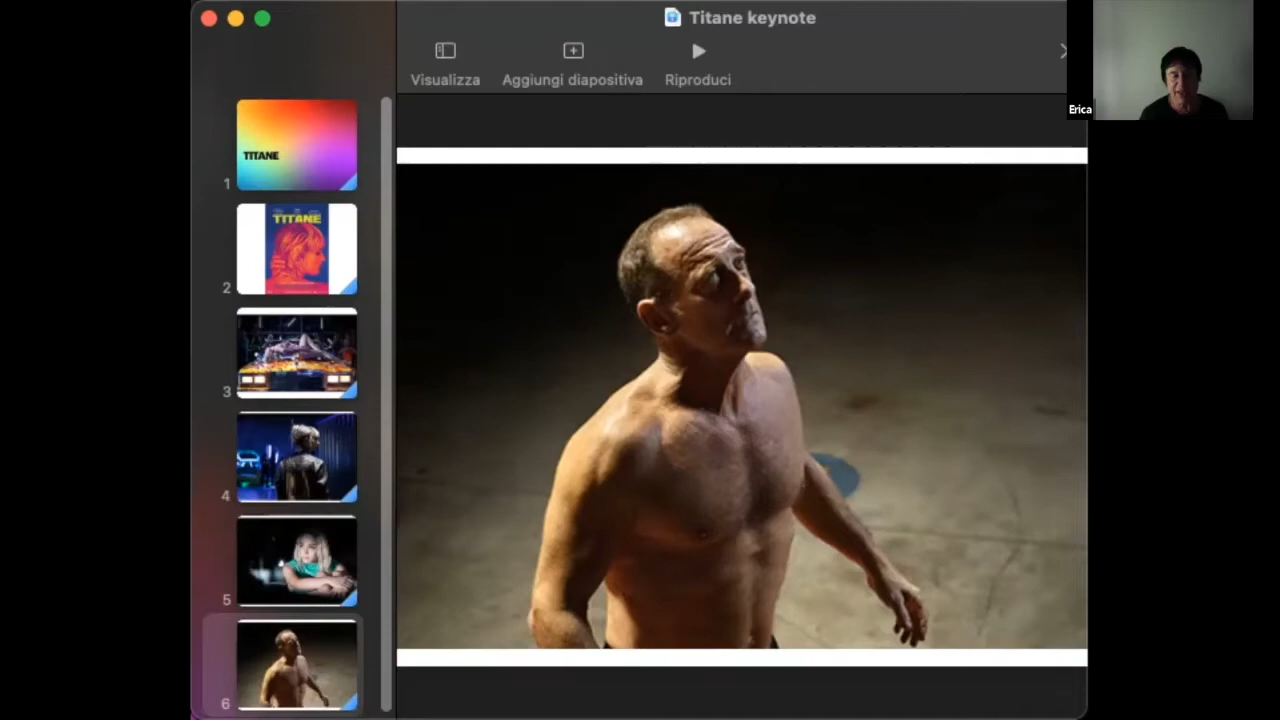 Titane keynote
Visualizza
Aggiungi diapositiva
Riproduci
Erica
TITANE
1
TITANE
2
3
4
5
6